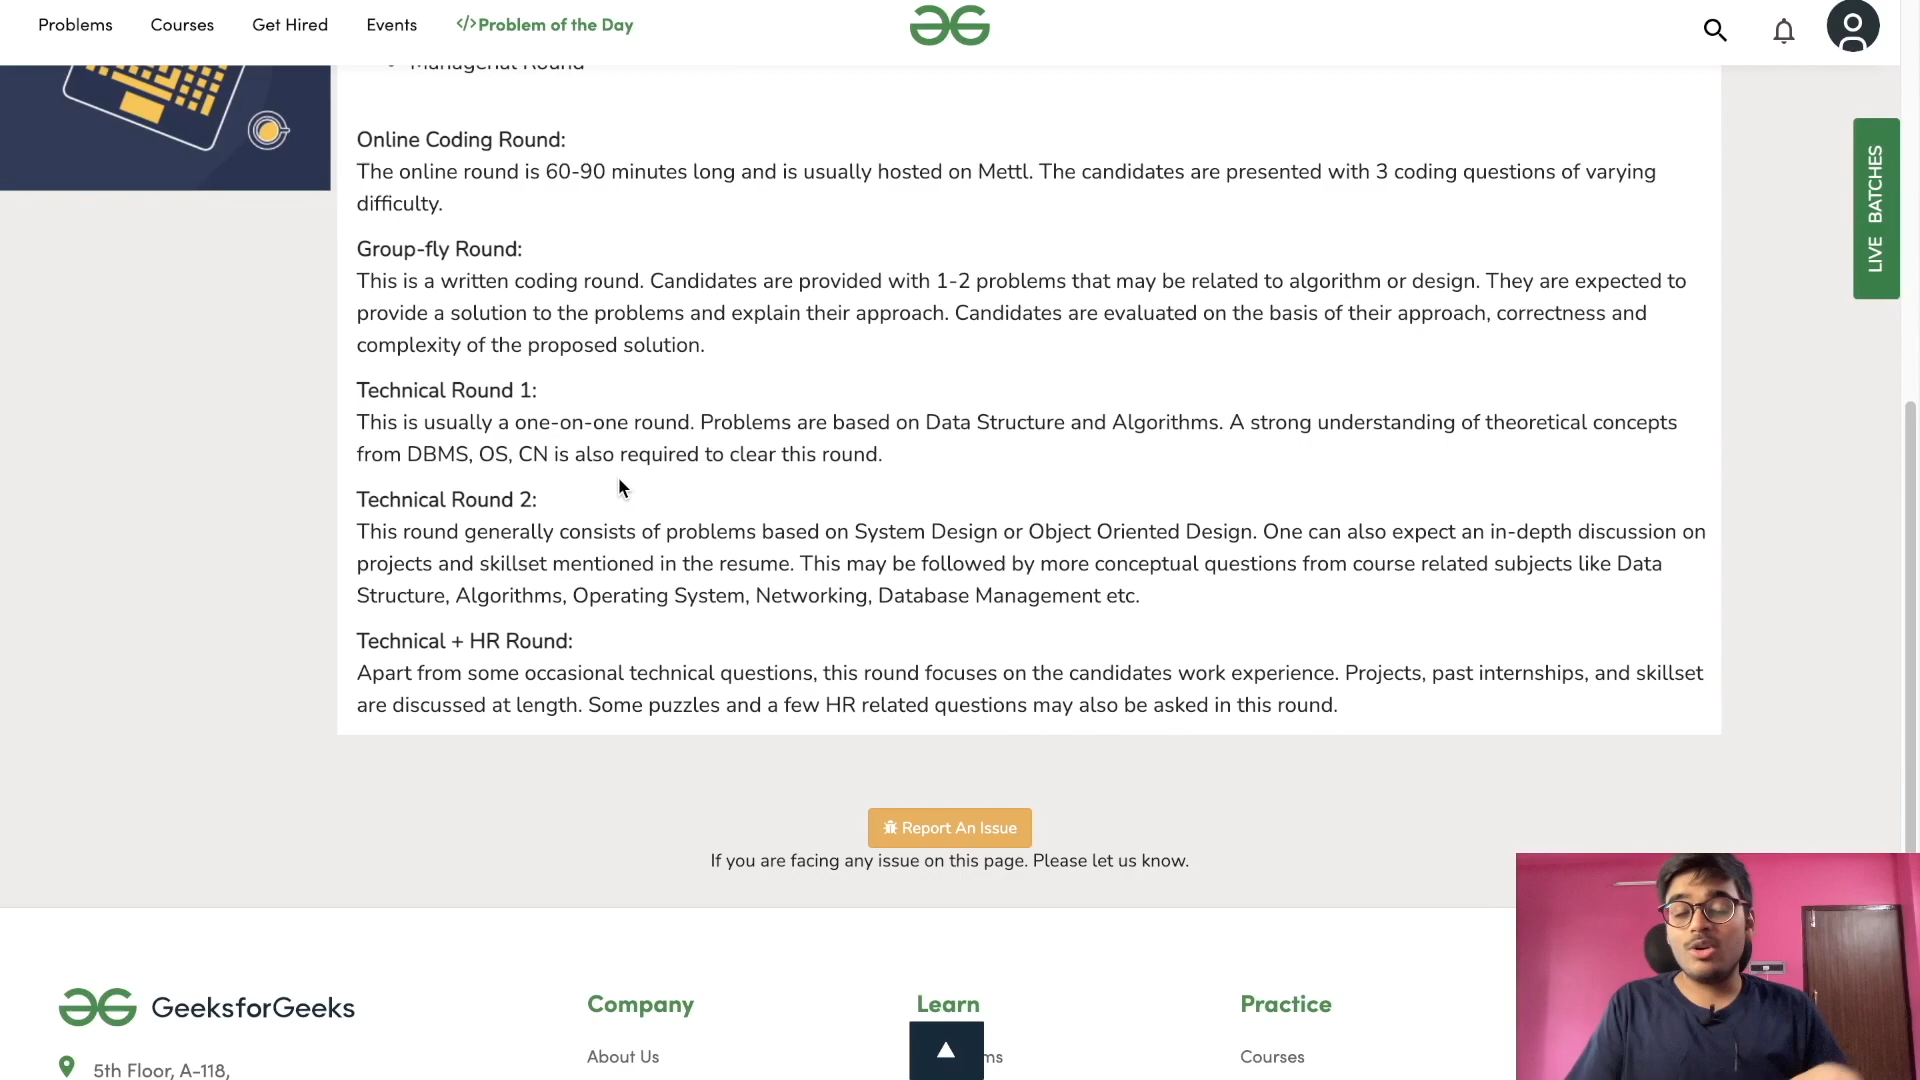 Problems Courses Get Hired Events </>Problem of the Day
Managerial Round
Online Coding Round:
The online round is 60-90 minutes long and is usually hosted on Mettl. The candidates are presented with 3 coding questions of varying
difficulty.
Group-fly Round:
This is a written coding round. Candidates are provided with 1-2 problems that may be related to algorithm or design. They are expected to
provide a solution to the problems and explain their approach. Candidates are evaluated on the basis of their approach, correctness and
complexity of the proposed solution.
Technical Round 1:
This is usually a one-on-one round. Problems are based on Data Structure and Algorithms. A strong understanding of theoretical concepts
from DBMS, OS, CN is also required to clear this round.
Technical Round 2:
This round generally consists of problems based on System Design or Object Oriented Design. One can also expect an in-depth discussion on
projects and skillset mentioned in the resume. This may be followed by more conceptual questions from course related subjects like Data
Structure, Algorithms, Operating System, Networking, Database Management etc.
Technical + HR Round:
Apart from some occasional technical questions, this round focuses on the candidates work experience. Projects, past internships, and skillset
are discussed at length. Some puzzles and a few HR related questions may also be asked in this round.
LIVE BATCHES
Report An Issue
If you are facing any issue on this page. Please let us know.
GeeksforGeeks
5th Floor, A-118,
Company
About Us
Learn
Practice
Courses